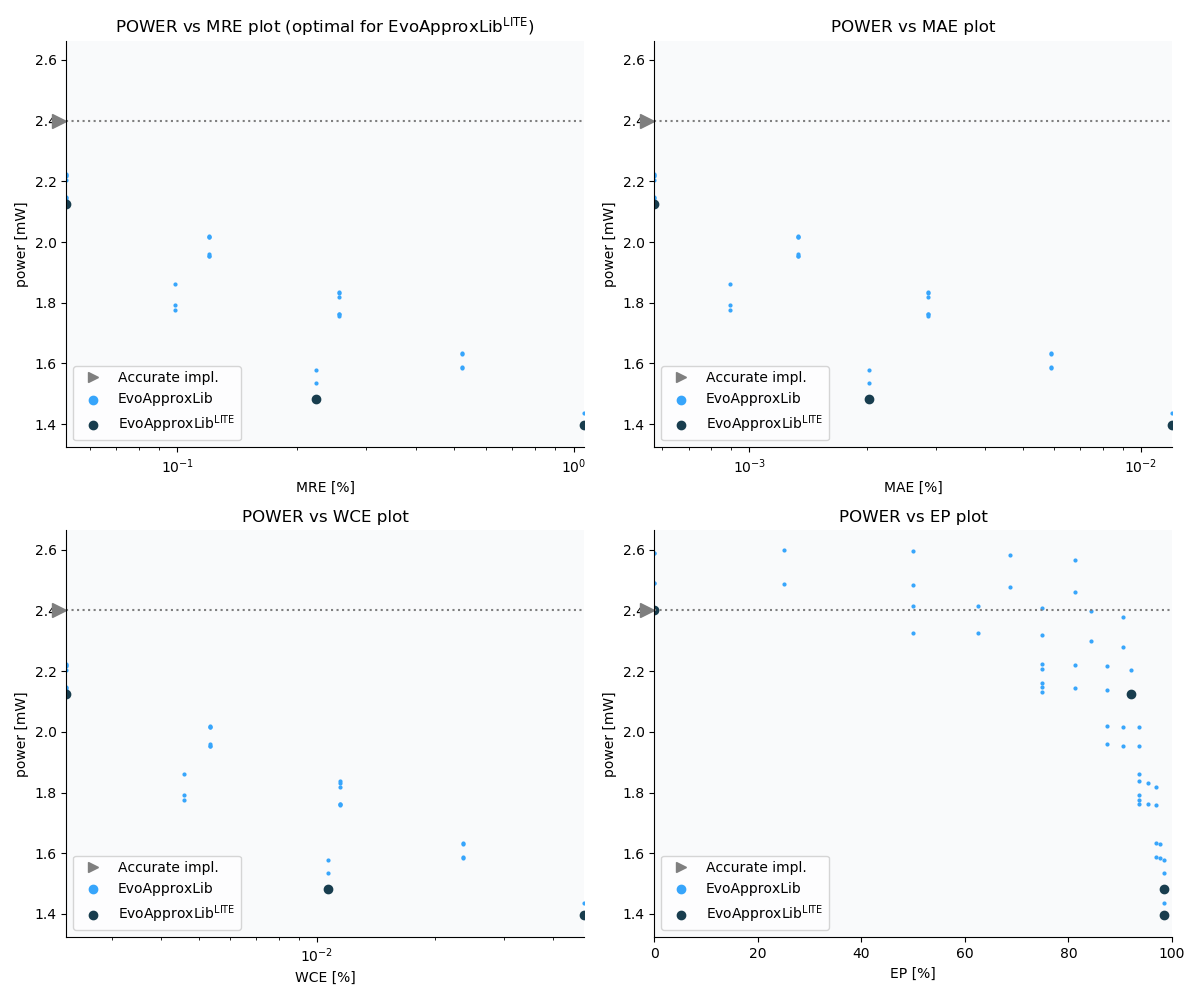 POWER vs MRE plot (optimal for EvoApproxLib^LITE)
power [mW]
2.6
2.4
2.2
2.0
1.8
1.6
1.4
Accurate impl.
EvoApproxLib
EvoApproxLib^LITE
10^-1
10^0
MRE [%]
POWER vs MAE plot
power [mW]
2.6
2.4
2.2
2.0
1.8
1.6
1.4
Accurate impl.
EvoApproxLib
EvoApproxLib^LITE
10^-3
10^-2
MAE [%]
POWER vs WCE plot
power [mW]
2.6
2.4
2.2
2.0
1.8
1.6
1.4
Accurate impl.
EvoApproxLib
EvoApproxLib^LITE
10^-2
WCE [%]
POWER vs EP plot
power [mW]
2.6
2.4
2.2
2.0
1.8
1.6
1.4
Accurate impl.
EvoApproxLib
EvoApproxLib^LITE
0 20 40 60 80 100
EP [%]